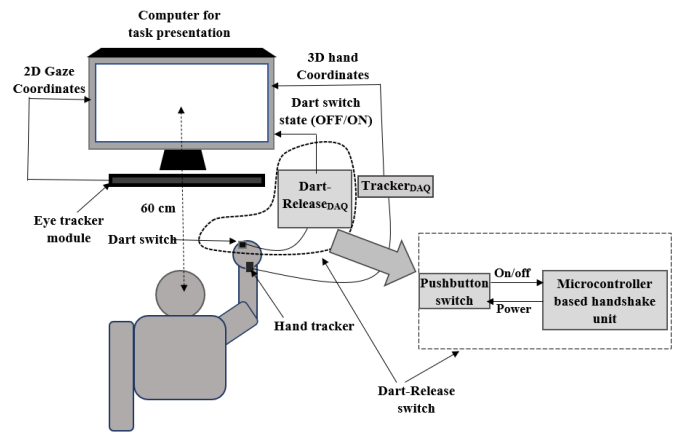 Computer for
task presentation
2D Gaze
Coordinates
3D hand
Coordinates
Dart switch
state (OFF/ON)
Dart-
ReleaseDAQ
TrackerDAQ
60 cm
Eye tracker
module
Dart switch
Hand tracker
Pushbutton
switch
On/off
Power
Microcontroller
based handshake
unit
Dart-Release
switch